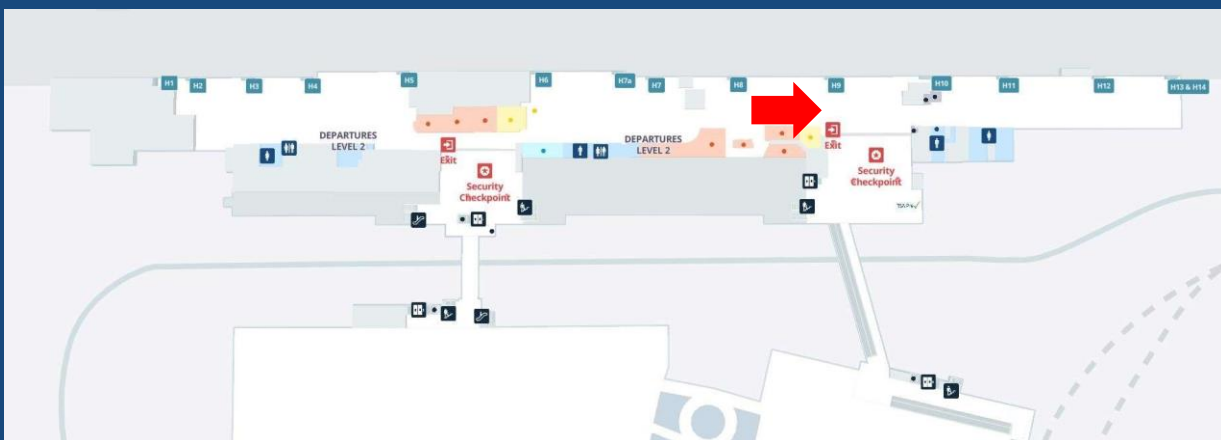 H1
H2
H3
H4
H5
H6
H7a
H7
H8
H9
H10
H11
H12
H13 & H14
DEPARTURES
LEVEL 2
Exit
Security
Checkpoint
DEPARTURES
LEVEL 2
Exit
Security
Checkpoint